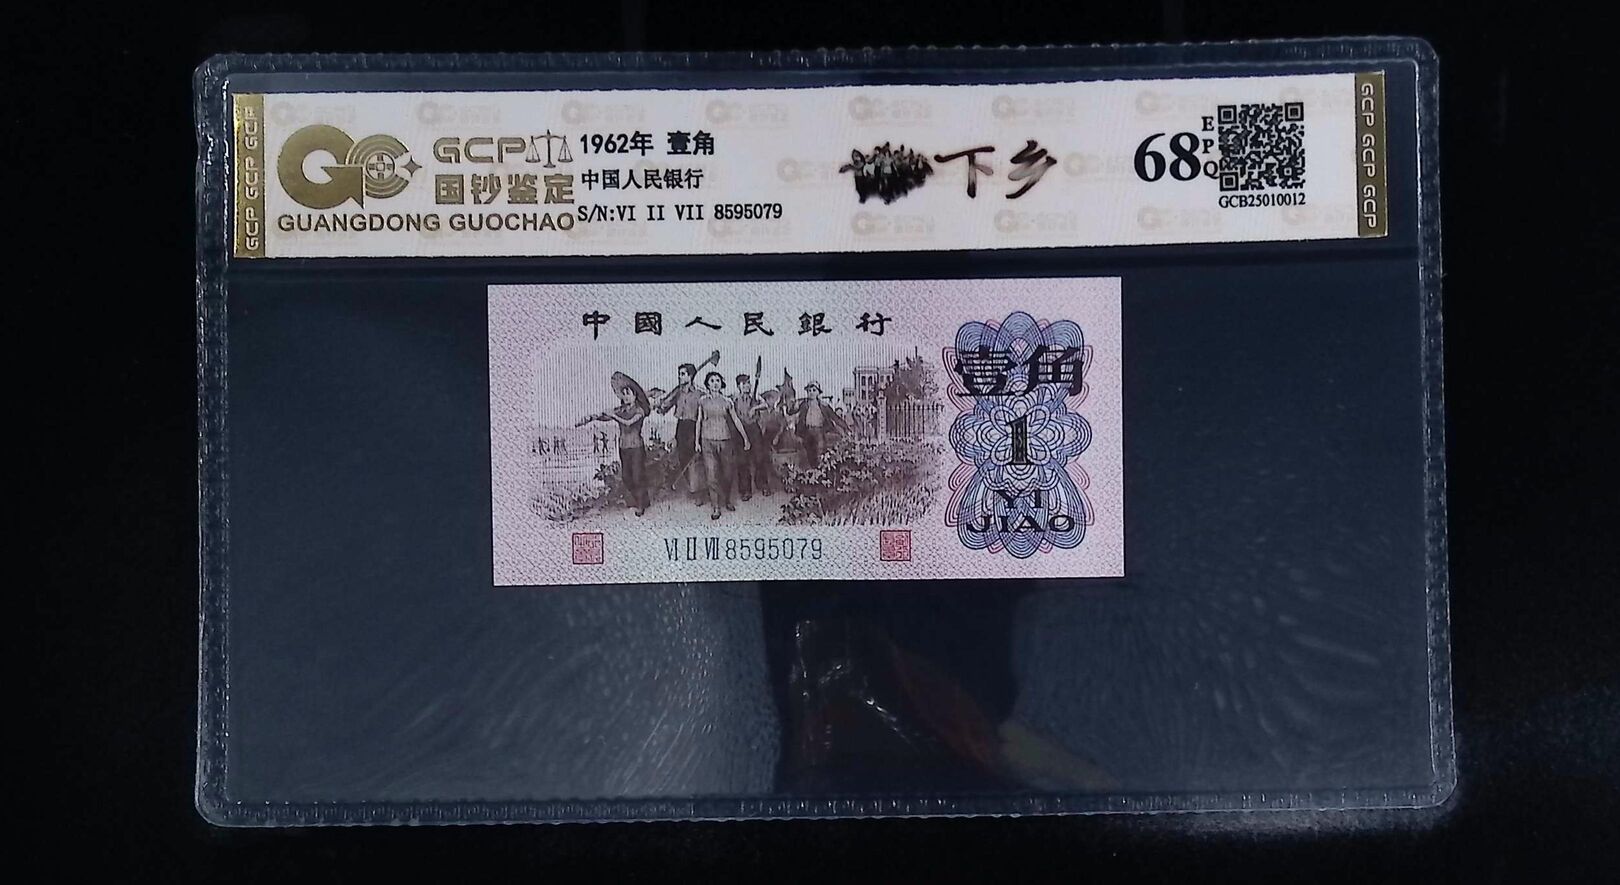 GCP GCP GCP
GCP
国钞鉴定
GUANGDONG GUOCHAO
1962年 壹角
中国人民银行
S/N:VI II VII 8595079
下乡
68
EPQ
GCB25010012
GCP GCP GCP
中國人民銀行
壹角
1
YI
JIAO
VI II VII 8595079